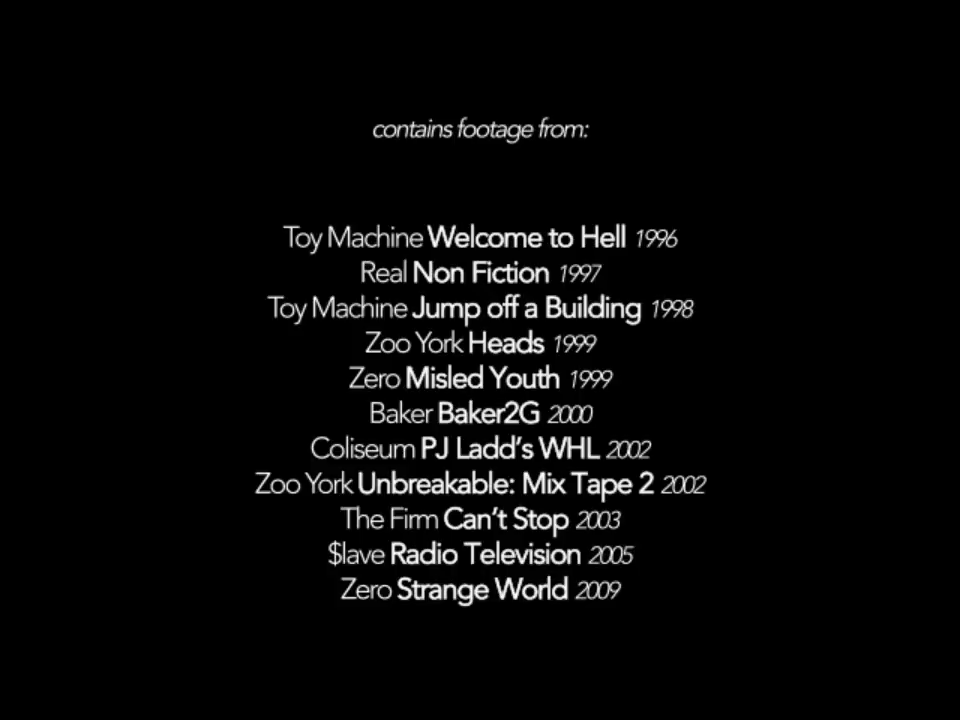 contains footage from:
Toy Machine Welcome to Hell 1996
Real Non Fiction 1997
Toy Machine Jump off a Building 1998
Zoo York Heads 1999
Zero Misled Youth 1999
Baker Baker2G 2000
Coliseum PJ Ladd's WHL 2002
Zoo York Unbreakable: Mix Tape 2 2002
The Firm Can't Stop 2003
$lave Radio Television 2005
Zero Strange World 2009